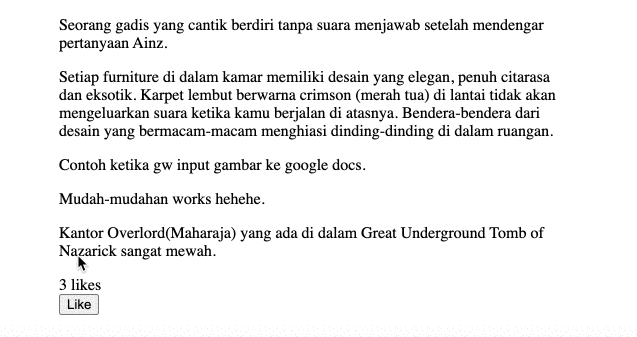 Seorang gadis yang cantik berdiri tanpa suara menjawab setelah mendengar
pertanyaan Ainz.
Setiap furniture di dalam kamar memiliki desain yang elegan, penuh citarasa
dan eksotik. Karpet lembut berwarna crimson (merah tua) di lantai tidak akan
mengeluarkan suara ketika kamu berjalan di atasnya. Bendera-bendera dari
desain yang bermacam-macam menghiasi dinding-dinding di dalam ruangan.
Contoh ketika gw input gambar ke google docs.
Mudah-mudahan works hehehe.
Kantor Overlord(Maharaja) yang ada di dalam Great Underground Tomb of
Nazarick sangat mewah.
3 likes
Like